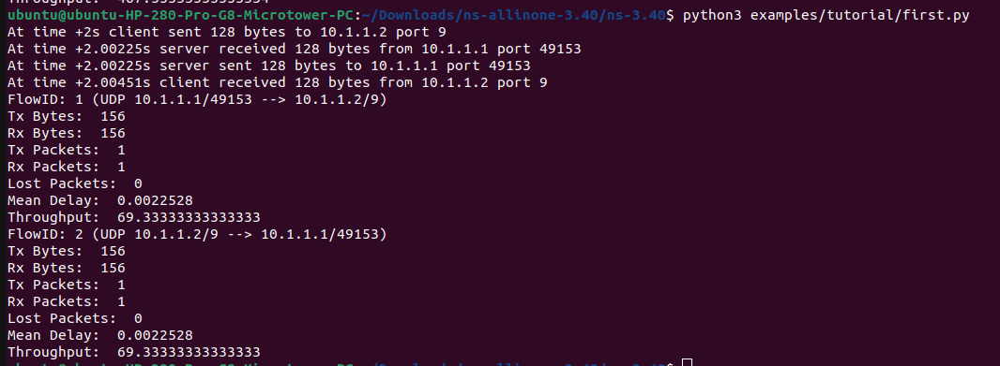 ubuntu@ubuntu-HP-280-Pro-G8-Microtower-PC:~/Downloads/ns-allinone-3.40/ns-3.40$ python3 examples/tutorial/first.py
At time +2s client sent 128 bytes to 10.1.1.2 port 9
At time +2.00225s server received 128 bytes from 10.1.1.1 port 49153
At time +2.00225s server sent 128 bytes to 10.1.1.1 port 49153
At time +2.00451s client received 128 bytes from 10.1.1.2 port 9
FlowID: 1 (UDP 10.1.1.1/49153 --> 10.1.1.2/9)
Tx Bytes:  156
Rx Bytes:  156
Tx Packets:  1
Rx Packets:  1
Lost Packets:  0
Mean Delay:  0.0022528
Throughput:  69.33333333333333
FlowID: 2 (UDP 10.1.1.2/9 --> 10.1.1.1/49153)
Tx Bytes:  156
Rx Bytes:  156
Tx Packets:  1
Rx Packets:  1
Lost Packets:  0
Mean Delay:  0.0022528
Throughput:  69.33333333333333